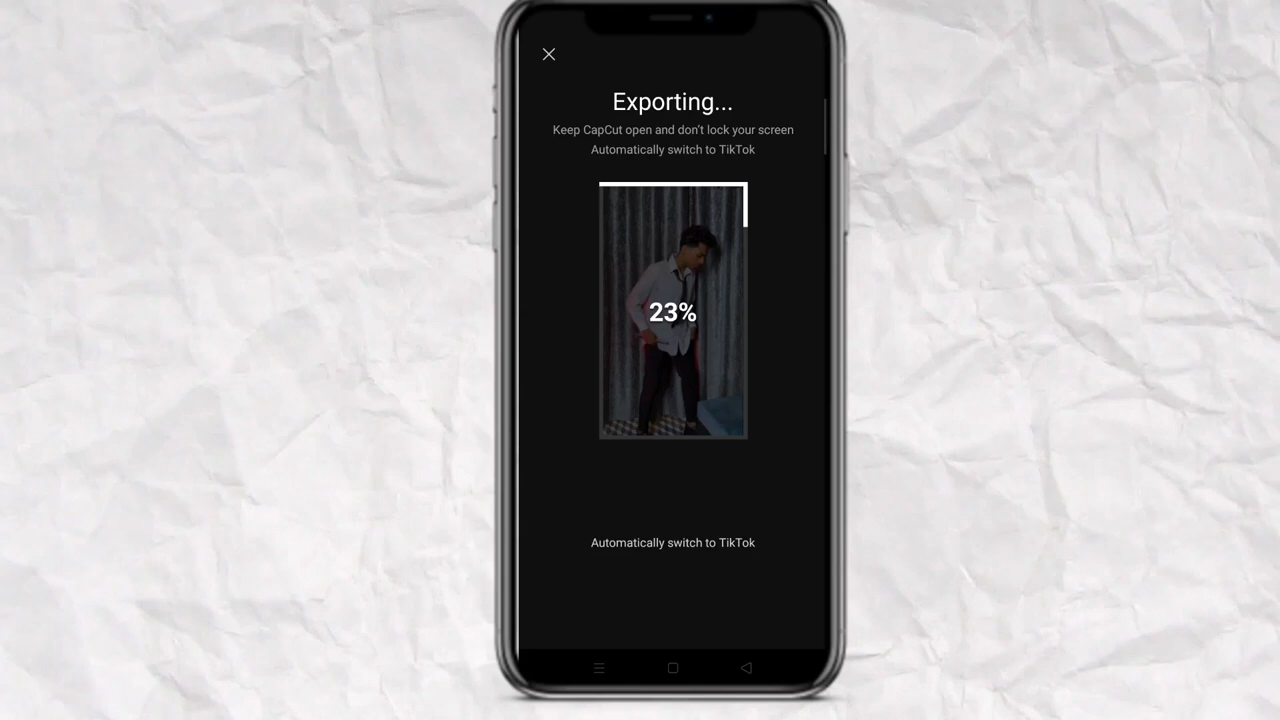 Exporting...
Keep CapCut open and don't lock your screen
Automatically switch to TikTok
23%
Automatically switch to TikTok